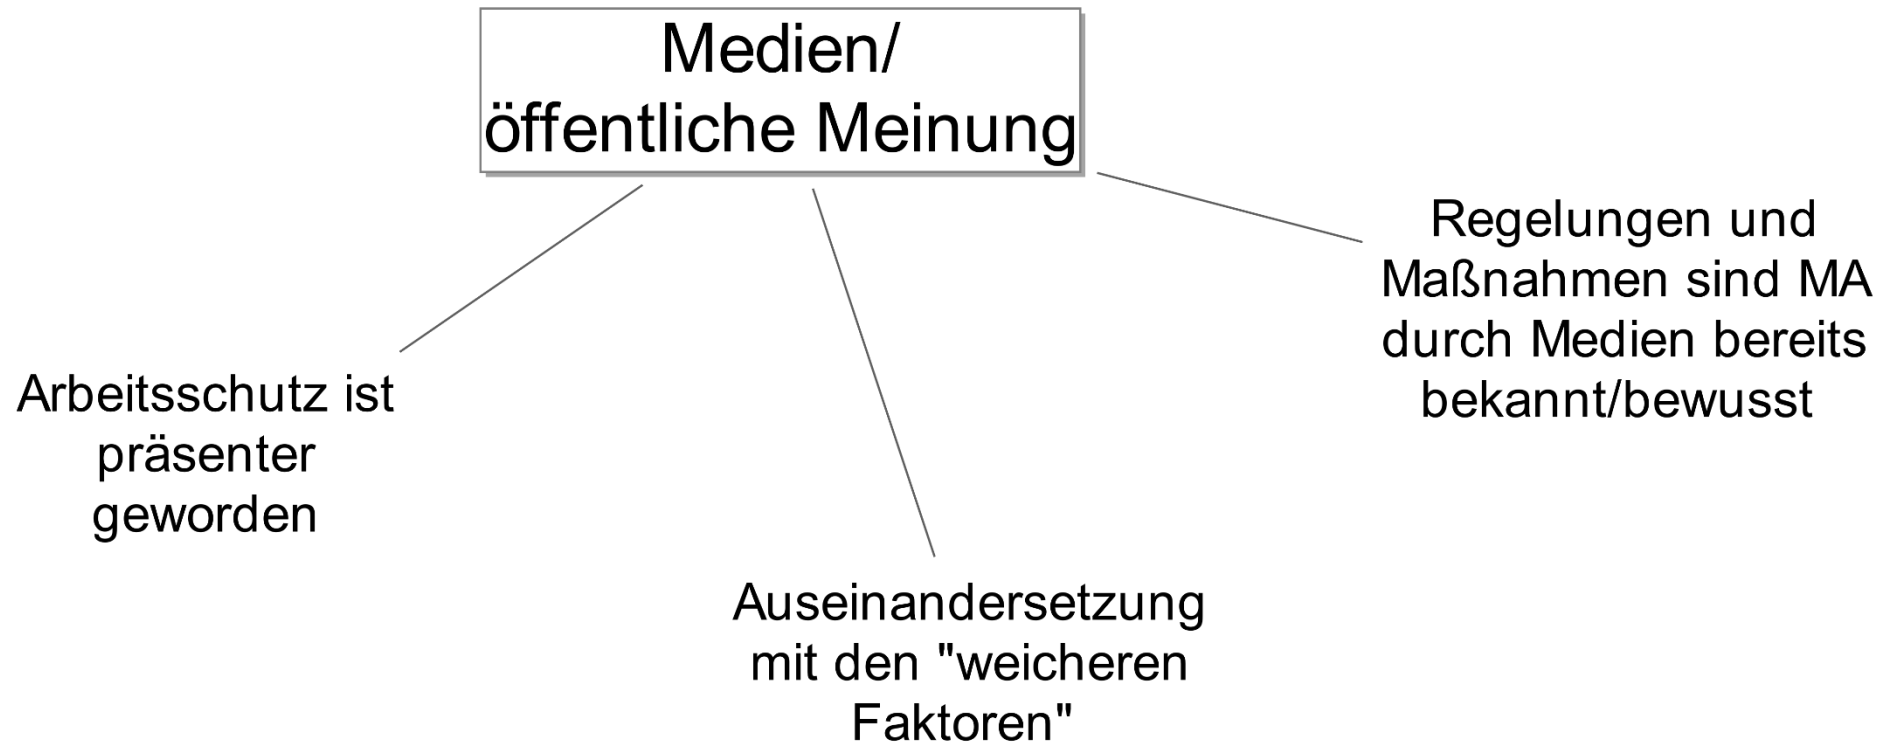 Medien/
öffentliche Meinung
Regelungen und
Maßnahmen sind MA
durch Medien bereits
bekannt/bewusst
Arbeitsschutz ist
präsenter
geworden
Auseinandersetzung
mit den "weicheren
Faktoren"